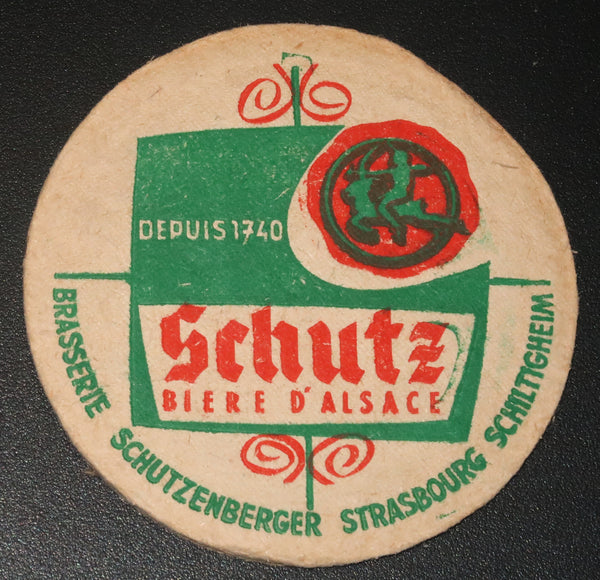 DEPUIS 1740
Schutz
BIERE D'ALSACE
BRASSERIE SCHUTZENBERGER STRASBOURG SCHILTIGHEIM